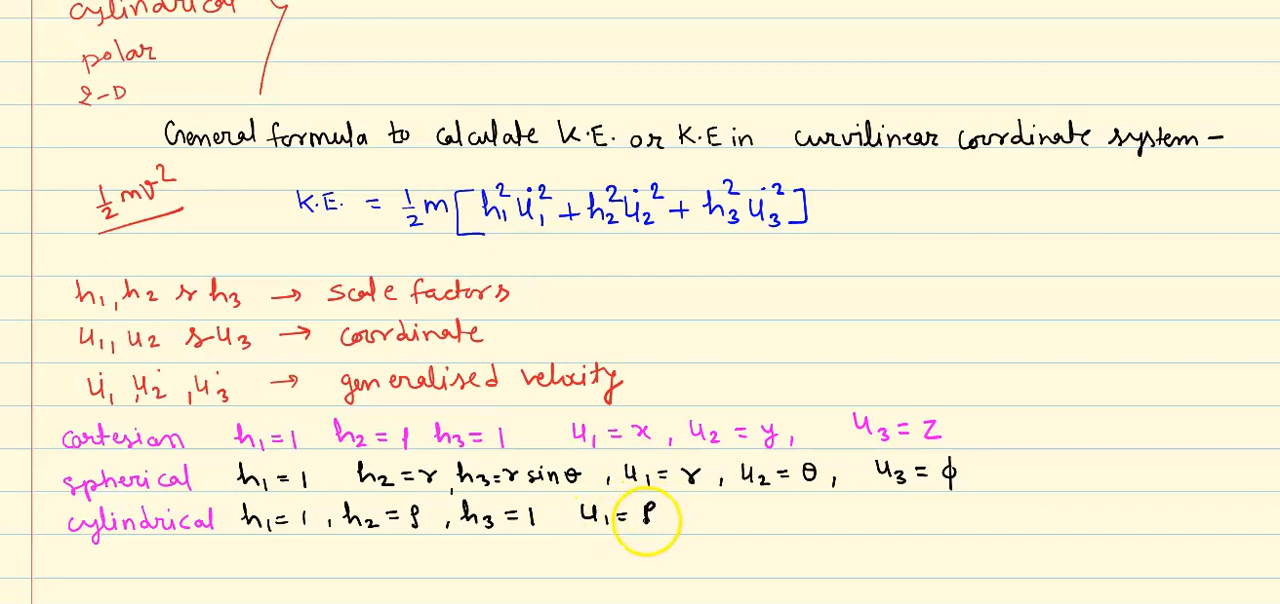 cylindrical
polar
2-D
General formula to calculate K.E. or K.E in curvilinear coordinate system -
½mv²
K.E. = ½m[h₁²u̇₁² + h₂²u̇₂² + h₃²u̇₃²]
h₁, h₂ & h₃ → scale factors
u₁, u₂ & u₃ → coordinate
u̇₁, u̇₂, u̇₃ → generalised velocity
cartesian h₁=1 h₂=1 h₃=1 u₁=x, u₂=y, u₃=z
spherical h₁=1 h₂=r, h₃=r sinθ, u₁=r, u₂=θ, u₃=ϕ
cylindrical h₁=1, h₂=ρ, h₃=1 u₁=ρ